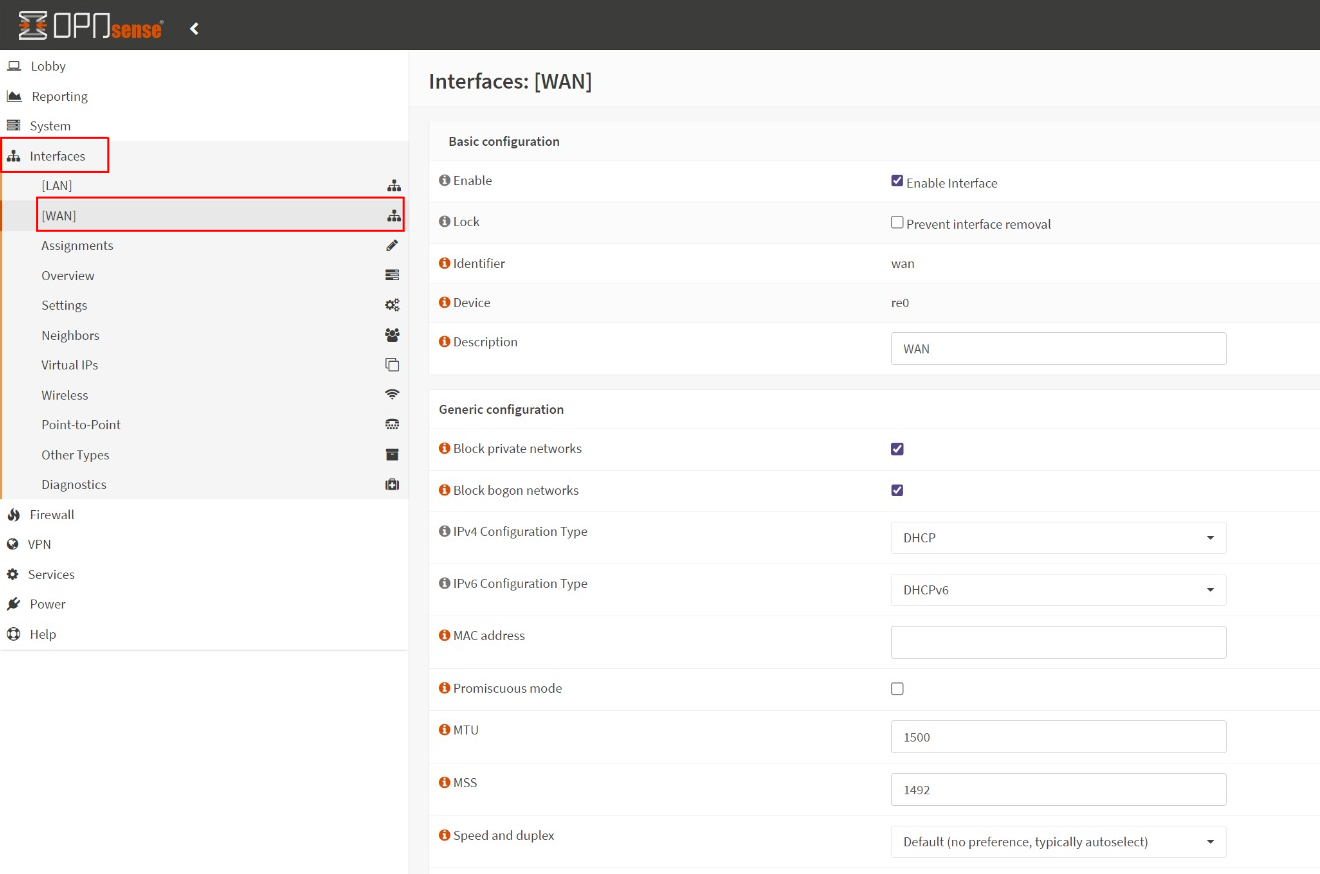 OPNsense
Lobby
Reporting
System
Interfaces
[LAN]
[WAN]
Assignments
Overview
Settings
Neighbors
Virtual IPs
Wireless
Point-to-Point
Other Types
Diagnostics
Firewall
VPN
Services
Power
Help
Interfaces: [WAN]
Basic configuration
Enable
Enable Interface
Lock
Prevent interface removal
Identifier
wan
Device
re0
Description
WAN
Generic configuration
Block private networks
Block bogon networks
IPv4 Configuration Type
DHCP
IPv6 Configuration Type
DHCPv6
MAC address
Promiscuous mode
MTU
1500
MSS
1492
Speed and duplex
Default (no preference, typically autoselect)